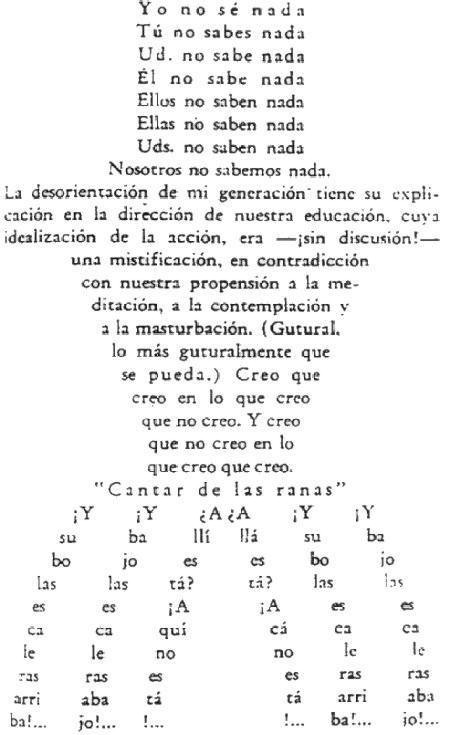 Yo no sé nada
Tú no sabes nada
Ud. no sabe nada
Él no sabe nada
Ellos no saben nada
Ellas no saben nada
Uds. no saben nada
Nosotros no sabemos nada.
La desorientación de mi generación tiene su expli-
cación en la dirección de nuestra educación, cuya
idealización de la acción, era —¡sin discusión!—
una mistificación, en contradicción
con nuestra propensión a la me-
ditación, a la contemplación y
a la masturbación. (Gutural,
lo más guturalmente que
se pueda.) Creo que
creo en lo que creo
que no creo. Y creo
que no creo en lo
que creo que creo.
"Cantar de las ranas"
¡Y ¡Y ¿A ¿A ¡Y ¡Y
su ba llí llá su ba
bo jo es es bo jo
las las tá? tá? las las
es es ¡A ¡A es es
ca ca quí cá ca ca
le le no no le le
ras ras es es ras ras
arri aba tá tá arri aba
ba!... jo!... !... !... ba!... jo!...